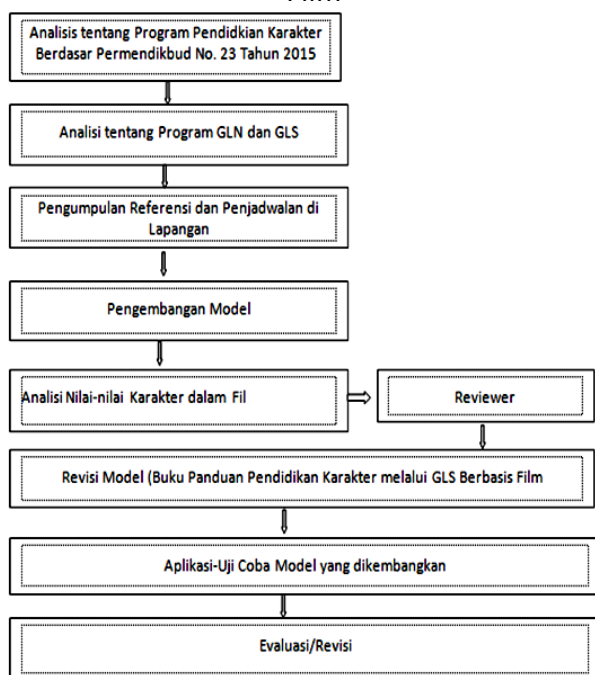 Analisis tentang Program Pendidkian Karakter
Berdasar Permendikbud No. 23 Tahun 2015
Analisi tentang Program GLN dan GLS
Pengumpulan Referensi dan Penjadwalan di
Lapangan
Pengembangan Model
Analisi Nilai-nilai Karakter dalam Fil
Reviewer
Revisi Model (Buku Panduan Pendidikan Karakter melalui GLS Berbasis Film
Aplikasi-Uji Coba Model yang dikembangkan
Evaluasi/Revisi